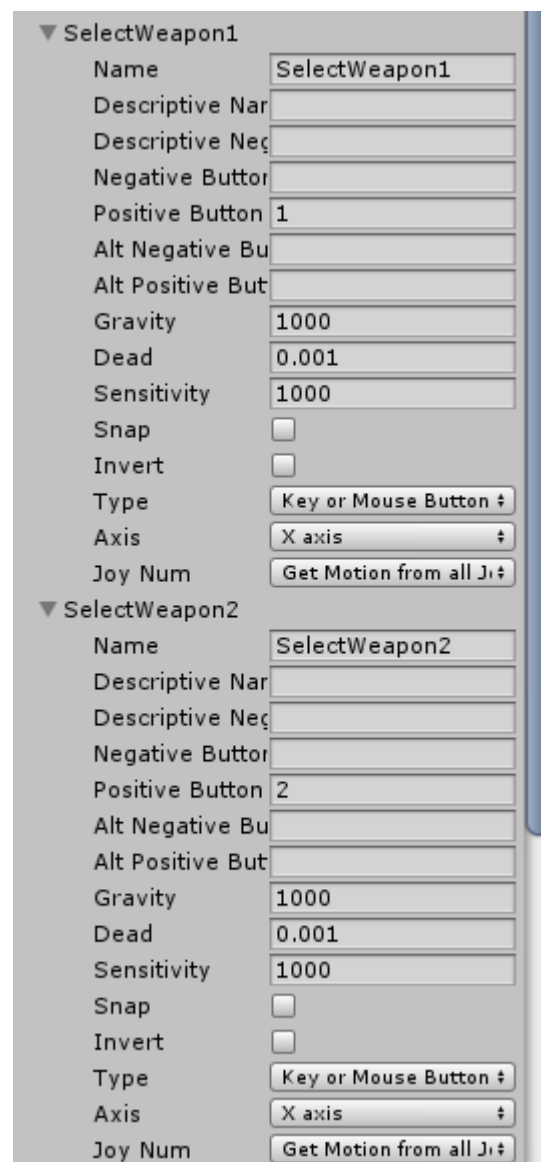 SelectWeapon1
Name SelectWeapon1
Descriptive Nar
Descriptive Neg
Negative Buttor
Positive Button 1
Alt Negative Bu
Alt Positive But
Gravity 1000
Dead 0.001
Sensitivity 1000
Snap
Invert
Type Key or Mouse Button
Axis X axis
Joy Num Get Motion from all J
SelectWeapon2
Name SelectWeapon2
Descriptive Nar
Descriptive Neg
Negative Buttor
Positive Button 2
Alt Negative Bu
Alt Positive But
Gravity 1000
Dead 0.001
Sensitivity 1000
Snap
Invert
Type Key or Mouse Button
Axis X axis
Joy Num Get Motion from all J